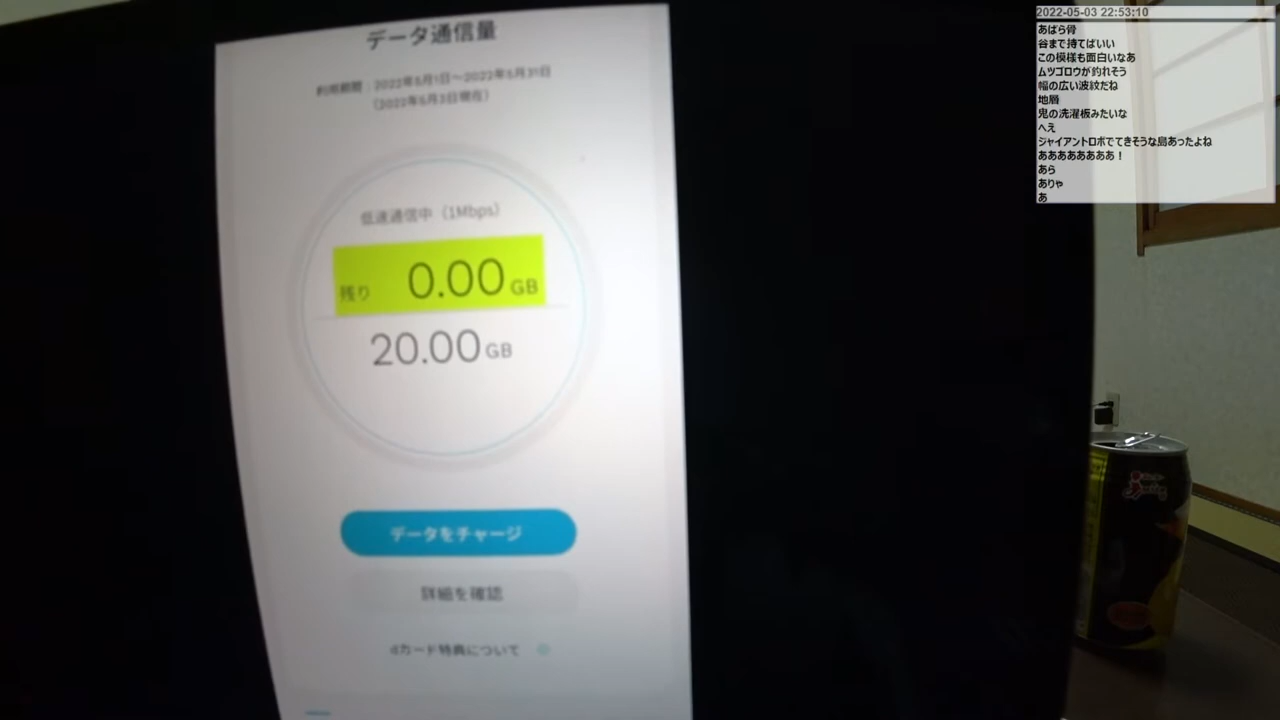 データ通信量
利用期間：2022年5月1日〜2022年5月31日
（2022年5月3日現在）
低速通信中（1Mbps）
残り 0.00GB
20.00GB
データをチャージ
詳細を確認
dカード特典について
2022-05-03 22:53:10
あばら骨
谷まで持てばいい
この模様も面白いなあ
ムツゴロウが釣れそう
幅の広い波紋だね
地層
鬼の洗濯板みたいな
へえ
ジャイアントロボでてきそうな島あったよね
ああああああああ！
あら
ありゃ
あ